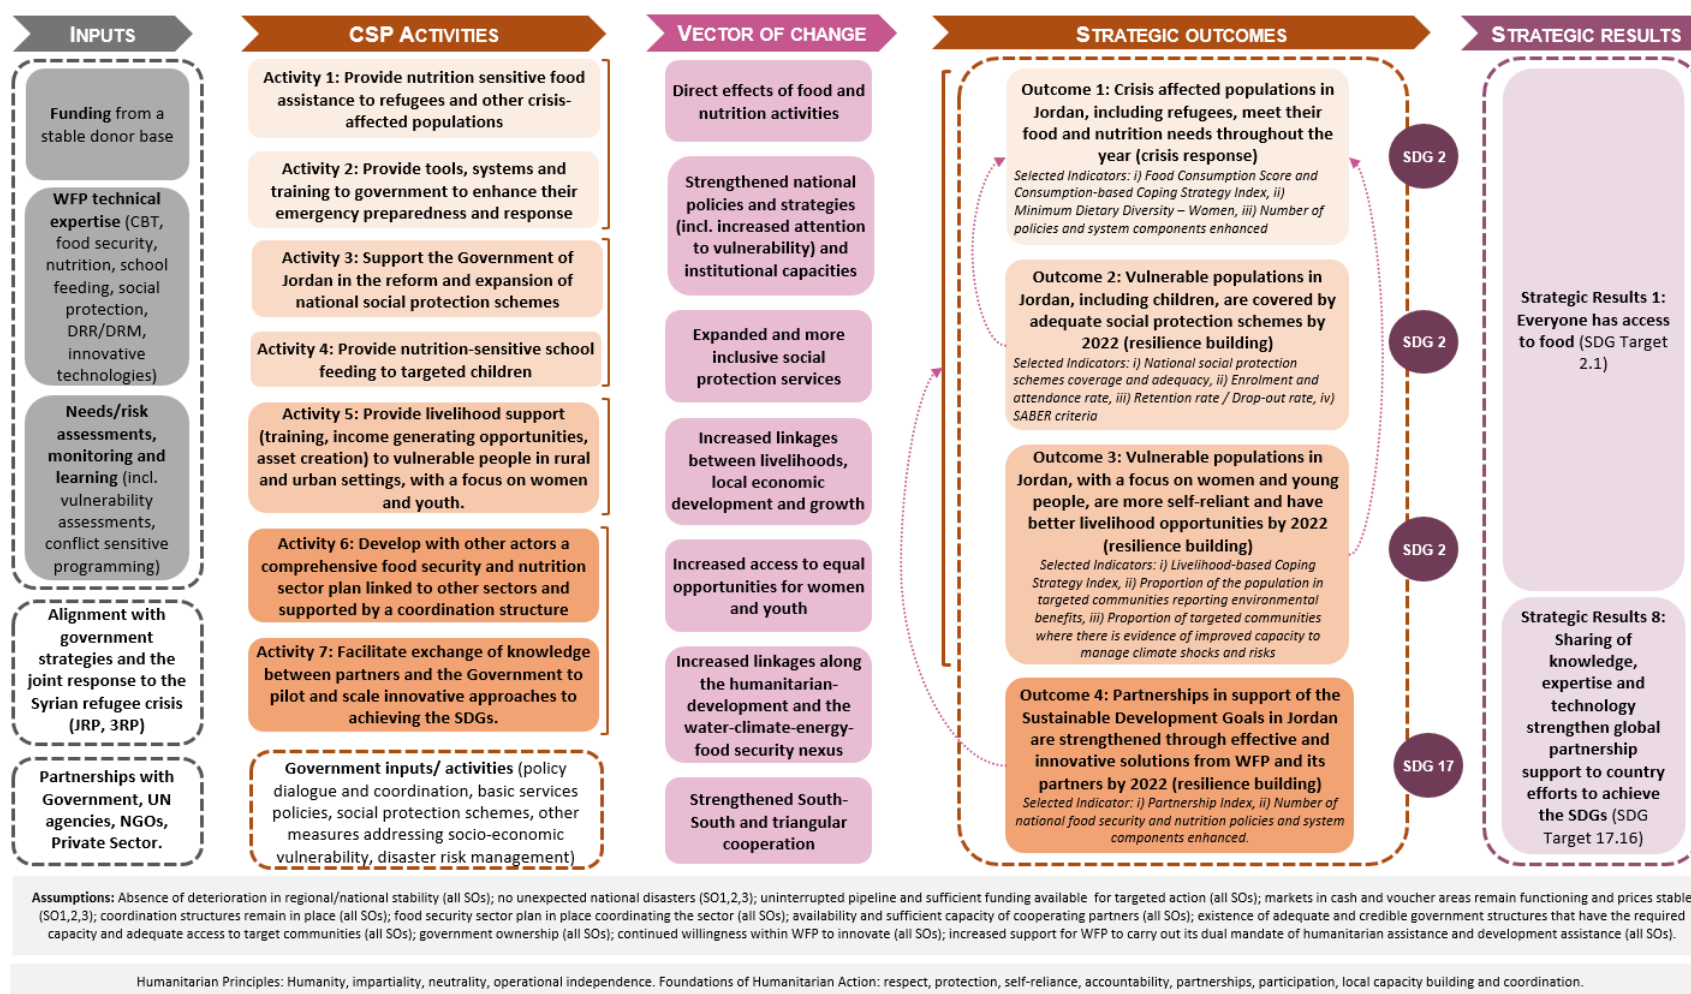 INPUTS
Funding from a
stable donor base
WFP technical
expertise (CBT,
food security,
nutrition, school
feeding, social
protection,
DRR/DRM,
innovative
technologies)
Needs/risk
assessments,
monitoring and
learning (incl.
vulnerability
assessments,
conflict sensitive
programming)
Alignment with
government
strategies and the
joint response to the
Syrian refugee crisis
(JRP, 3RP)
Partnerships with
Government, UN
agencies, NGOs,
Private Sector.
CSP ACTIVITIES
Activity 1: Provide nutrition sensitive food
assistance to refugees and other crisis-
affected populations
Activity 2: Provide tools, systems and
training to government to enhance their
emergency preparedness and response
Activity 3: Support the Government of
Jordan in the reform and expansion of
national social protection schemes
Activity 4: Provide nutrition-sensitive school
feeding to targeted children
Activity 5: Provide livelihood support
(training, income generating opportunities,
asset creation) to vulnerable people in rural
and urban settings, with a focus on women
and youth.
Activity 6: Develop with other actors a
comprehensive food security and nutrition
sector plan linked to other sectors and
supported by a coordination structure
Activity 7: Facilitate exchange of knowledge
between partners and the Government to
pilot and scale innovative approaches to
achieving the SDGs.
Government inputs/ activities (policy
dialogue and coordination, basic services
policies, social protection schemes, other
measures addressing socio-economic
vulnerability, disaster risk management)
VECTOR OF CHANGE
Direct effects of food and
nutrition activities
Strengthened national
policies and strategies
(incl. increased attention
to vulnerability) and
institutional capacities
Expanded and more
inclusive social
protection services
Increased linkages
between livelihoods,
local economic
development and growth
Increased access to equal
opportunities for women
and youth
Increased linkages along
the humanitarian-
development and the
water-climate-energy-
food security nexus
Strengthened South-
South and triangular
cooperation
STRATEGIC OUTCOMES
Outcome 1: Crisis affected populations in
Jordan, including refugees, meet their
food and nutrition needs throughout the
year (crisis response)
Selected Indicators: i) Food Consumption Score and
Consumption-based Coping Strategy Index, ii)
Minimum Dietary Diversity – Women, iii) Number of
policies and system components enhanced
SDG 2
Outcome 2: Vulnerable populations in
Jordan, including children, are covered by
adequate social protection schemes by
2022 (resilience building)
Selected Indicators: i) National social protection
schemes coverage and adequacy, ii) Enrolment and
attendance rate, iii) Retention rate / Drop-out rate, iv)
SABER criteria
SDG 2
Outcome 3: Vulnerable populations in
Jordan, with a focus on women and young
people, are more self-reliant and have
better livelihood opportunities by 2022
(resilience building)
Selected Indicators: i) Livelihood-based Coping
Strategy Index, ii) Proportion of the population in
targeted communities reporting environmental
benefits, iii) Proportion of targeted communities
where there is evidence of improved capacity to
manage climate shocks and risks
SDG 2
Outcome 4: Partnerships in support of the
Sustainable Development Goals in Jordan
are strengthened through effective and
innovative solutions from WFP and its
partners by 2022 (resilience building)
Selected Indicator: i) Partnership Index, ii) Number of
national food security and nutrition policies and system
components enhanced.
SDG 17
STRATEGIC RESULTS
Strategic Results 1:
Everyone has access
to food (SDG Target
2.1)
Strategic Results 8:
Sharing of
knowledge,
expertise and
technology
strengthen global
partnership
support to country
efforts to achieve
the SDGs (SDG
Target 17.16)
Assumptions: Absence of deterioration in regional/national stability (all SOs); no unexpected national disasters (SO1,2,3); uninterrupted pipeline and sufficient funding available for targeted action (all SOs); markets in cash and voucher areas remain functioning and prices stable
(SO1,2,3); coordination structures remain in place (all SOs); food security sector plan in place coordinating the sector (all SOs); availability and sufficient capacity of cooperating partners (all SOs); existence of adequate and credible government structures that have the required
capacity and adequate access to target communities (all SOs); government ownership (all SOs); continued willingness within WFP to innovate (all SOs); increased support for WFP to carry out its dual mandate of humanitarian assistance and development assistance (all SOs).
Humanitarian Principles: Humanity, impartiality, neutrality, operational independence. Foundations of Humanitarian Action: respect, protection, self-reliance, accountability, partnerships, participation, local capacity building and coordination.